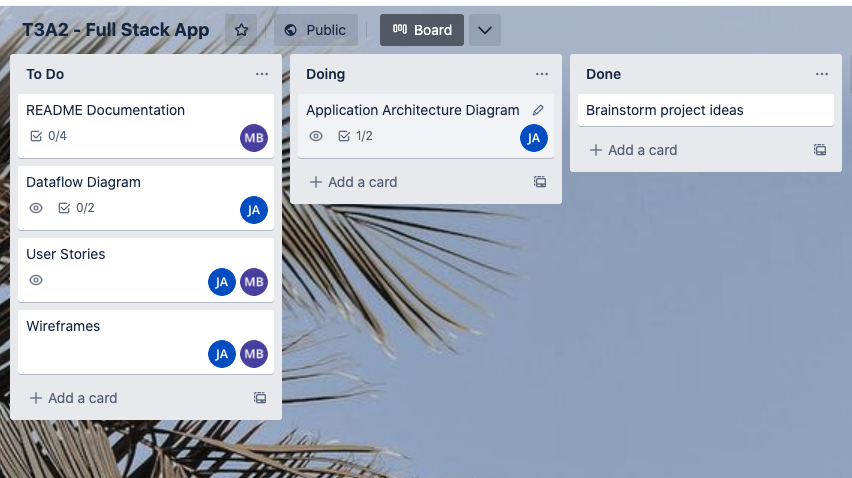 T3A2 - Full Stack App
Public
Board
To Do
README Documentation
0/4
MB
Dataflow Diagram
0/2
JA
User Stories
JA MB
Wireframes
JA MB
+ Add a card
Doing
Application Architecture Diagram
1/2
JA
+ Add a card
Done
Brainstorm project ideas
+ Add a card